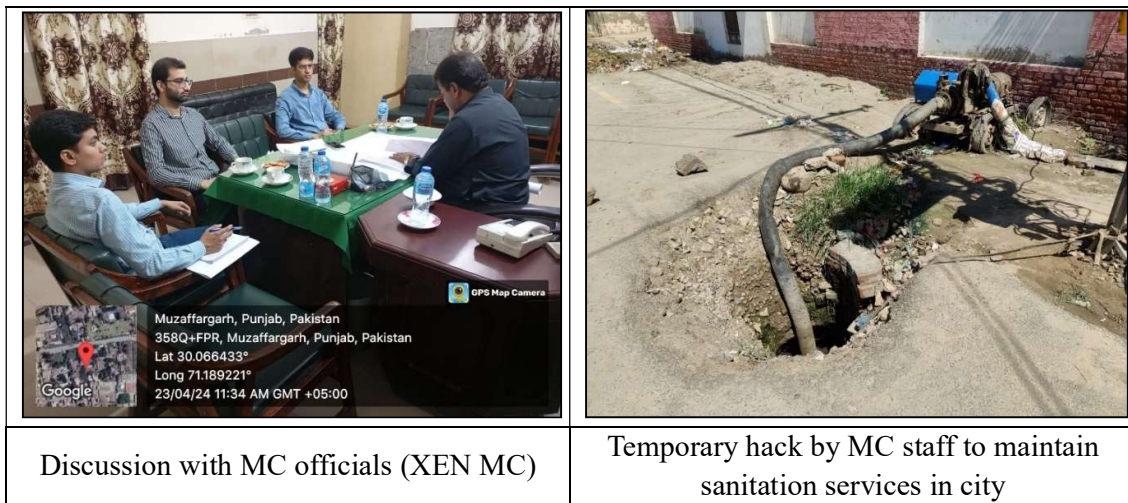 GPS Map Camera
Muzaffargarh, Punjab, Pakistan
358Q+FPR, Muzaffargarh, Punjab, Pakistan
Lat 30.066433°
Long 71.189221°
23/04/24 11:34 AM GMT +05:00
Google
Discussion with MC officials (XEN MC)
Temporary hack by MC staff to maintain
sanitation services in city